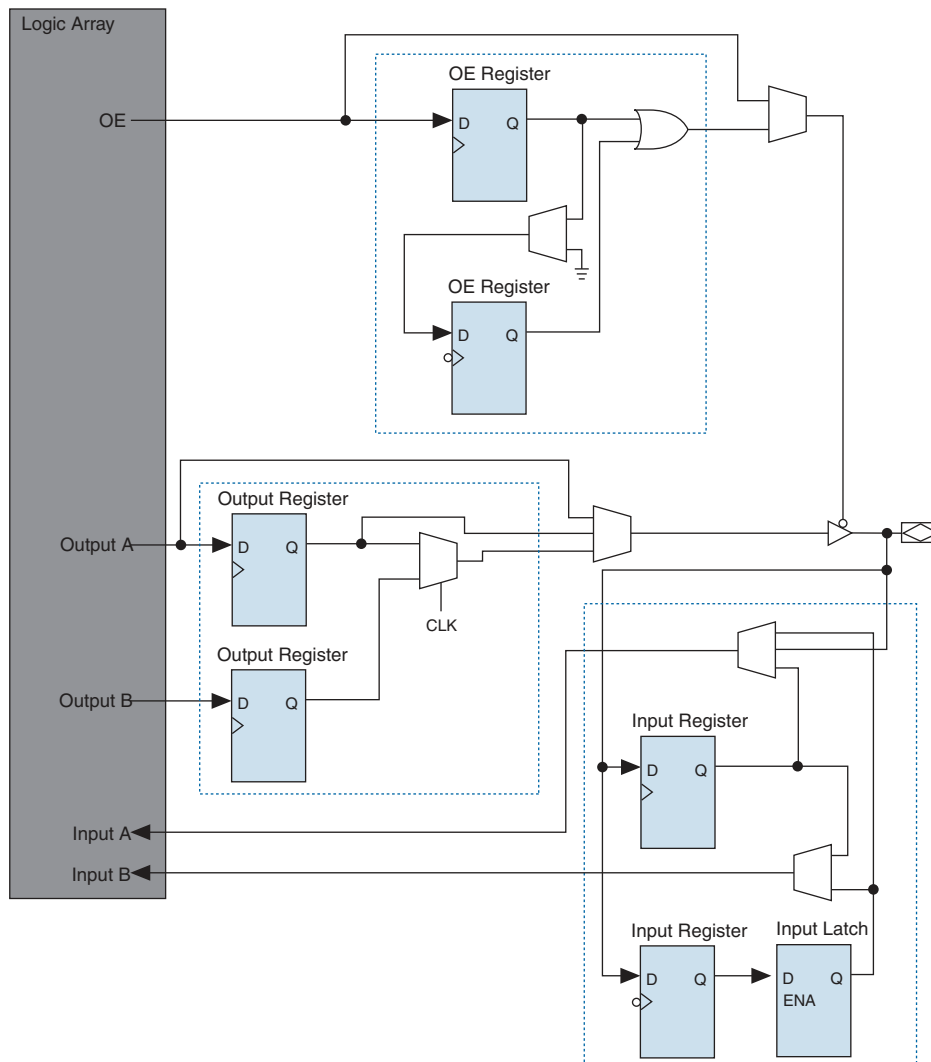 Logic Array
OE
OE Register
D Q
OE Register
D Q
Output A
Output Register
D Q
CLK
Output B
Output Register
D Q
Input A
Input B
Input Register
D Q
Input Register
D Q
Input Latch
D Q
ENA